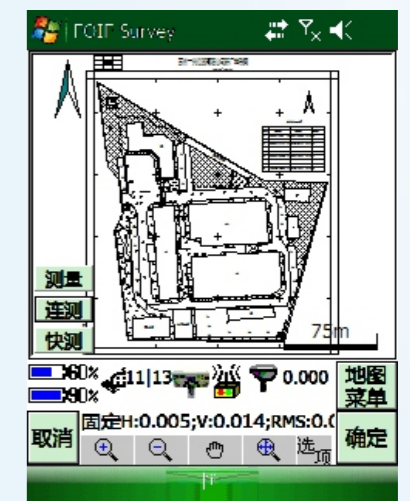 FOIF Survey
测量
连测
快测
75m
60%
11|13
0.000
地图
菜单
90%
取消
固定H:0.005;V:0.014;RMS:0.0
选项
确定